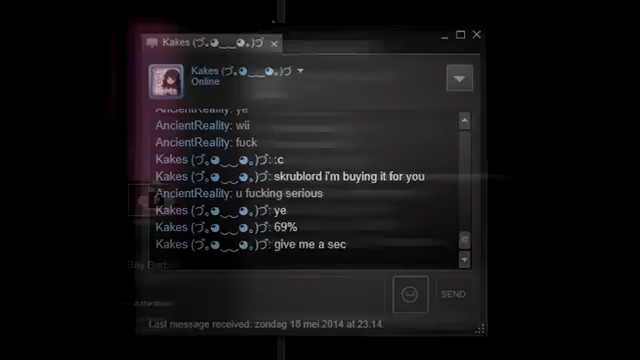 Kakes (づ｡◕‿‿◕｡)づ
Kakes (づ｡◕‿‿◕｡)づ
Online
AncientReality: ye
AncientReality: wii
AncientReality: fuck
Kakes (づ｡◕‿‿◕｡)づ: :c
Kakes (づ｡◕‿‿◕｡)づ: skrublord i'm buying it for you
AncientReality: u fucking serious
Kakes (づ｡◕‿‿◕｡)づ: ye
Kakes (づ｡◕‿‿◕｡)づ: 69%
Kakes (づ｡◕‿‿◕｡)づ: give me a sec
SEND
Last message received: zondag 18 mei 2014 at 23.14.